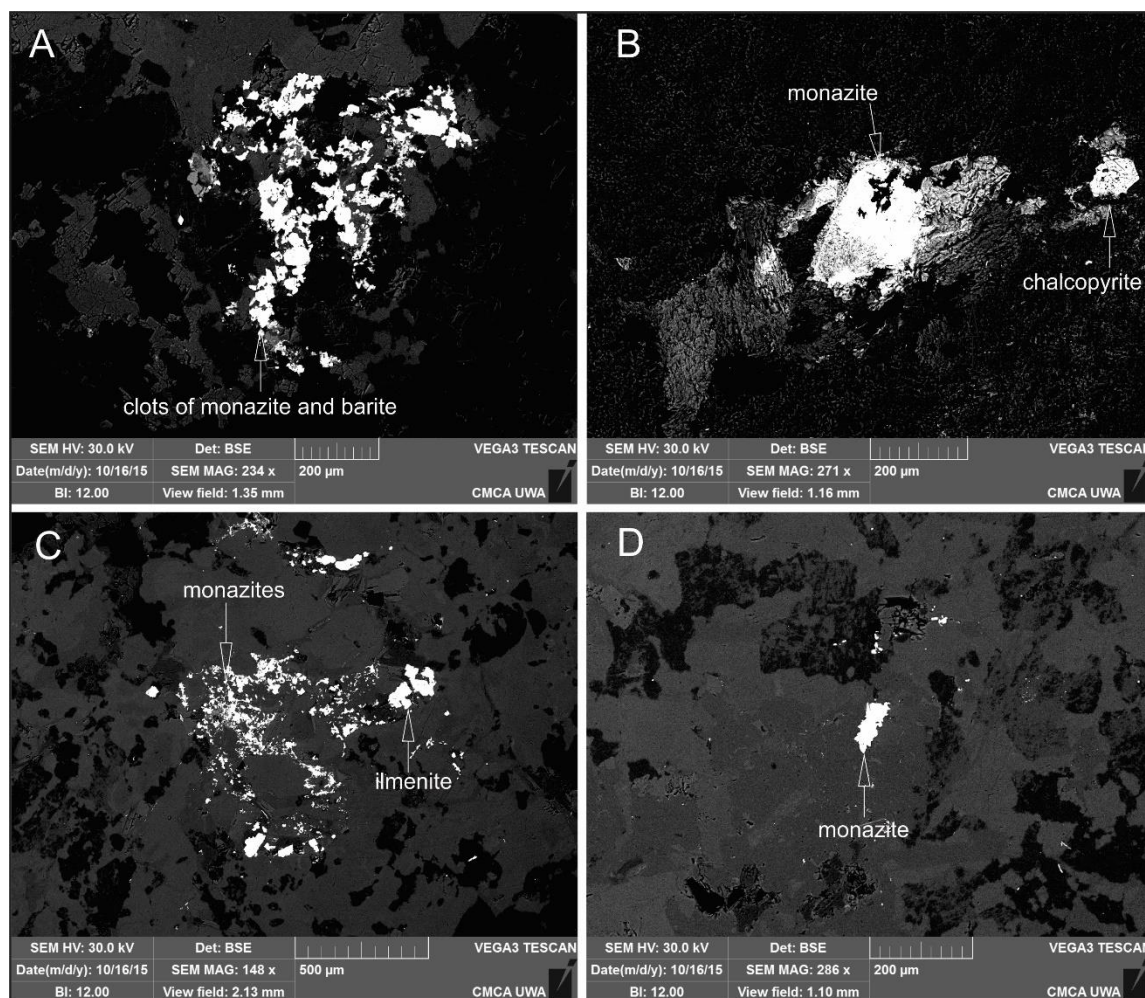 A
clots of monazite and barite
SEM HV: 30.0 kV Det: BSE VEGA3 TESCAN
Date(m/d/y): 10/16/15 SEM MAG: 234 x 200 µm
BI: 12.00 View field: 1.35 mm CMCA UWA
B
monazite
chalcopyrite
SEM HV: 30.0 kV Det: BSE VEGA3 TESCAN
Date(m/d/y): 10/16/15 SEM MAG: 271 x 200 µm
BI: 12.00 View field: 1.16 mm CMCA UWA
C
monazites
ilmenite
SEM HV: 30.0 kV Det: BSE VEGA3 TESCAN
Date(m/d/y): 10/16/15 SEM MAG: 148 x 500 µm
BI: 12.00 View field: 2.13 mm CMCA UWA
D
monazite
SEM HV: 30.0 kV Det: BSE VEGA3 TESCAN
Date(m/d/y): 10/16/15 SEM MAG: 286 x 200 µm
BI: 12.00 View field: 1.10 mm CMCA UWA